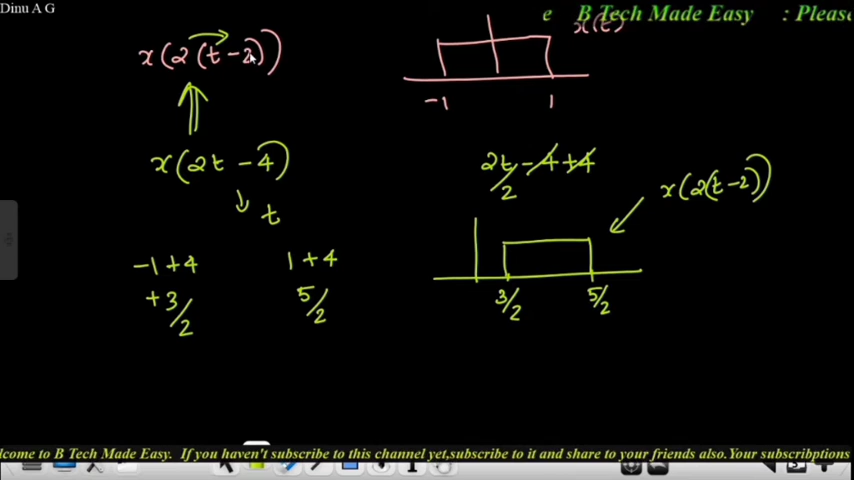 Dinu A G
e B Tech Made Easy : Please
x(2(t-2))
x(t)
-1 1
x(2t-4)
2t/2 -4+4
x(2(t-2))
t
-1+4 1+4
+3/2 5/2
3/2 5/2
lcome to B Tech Made Easy. If you haven't subscribe to this channel yet,subscribe to it and share to your friends also.Your subscribptions